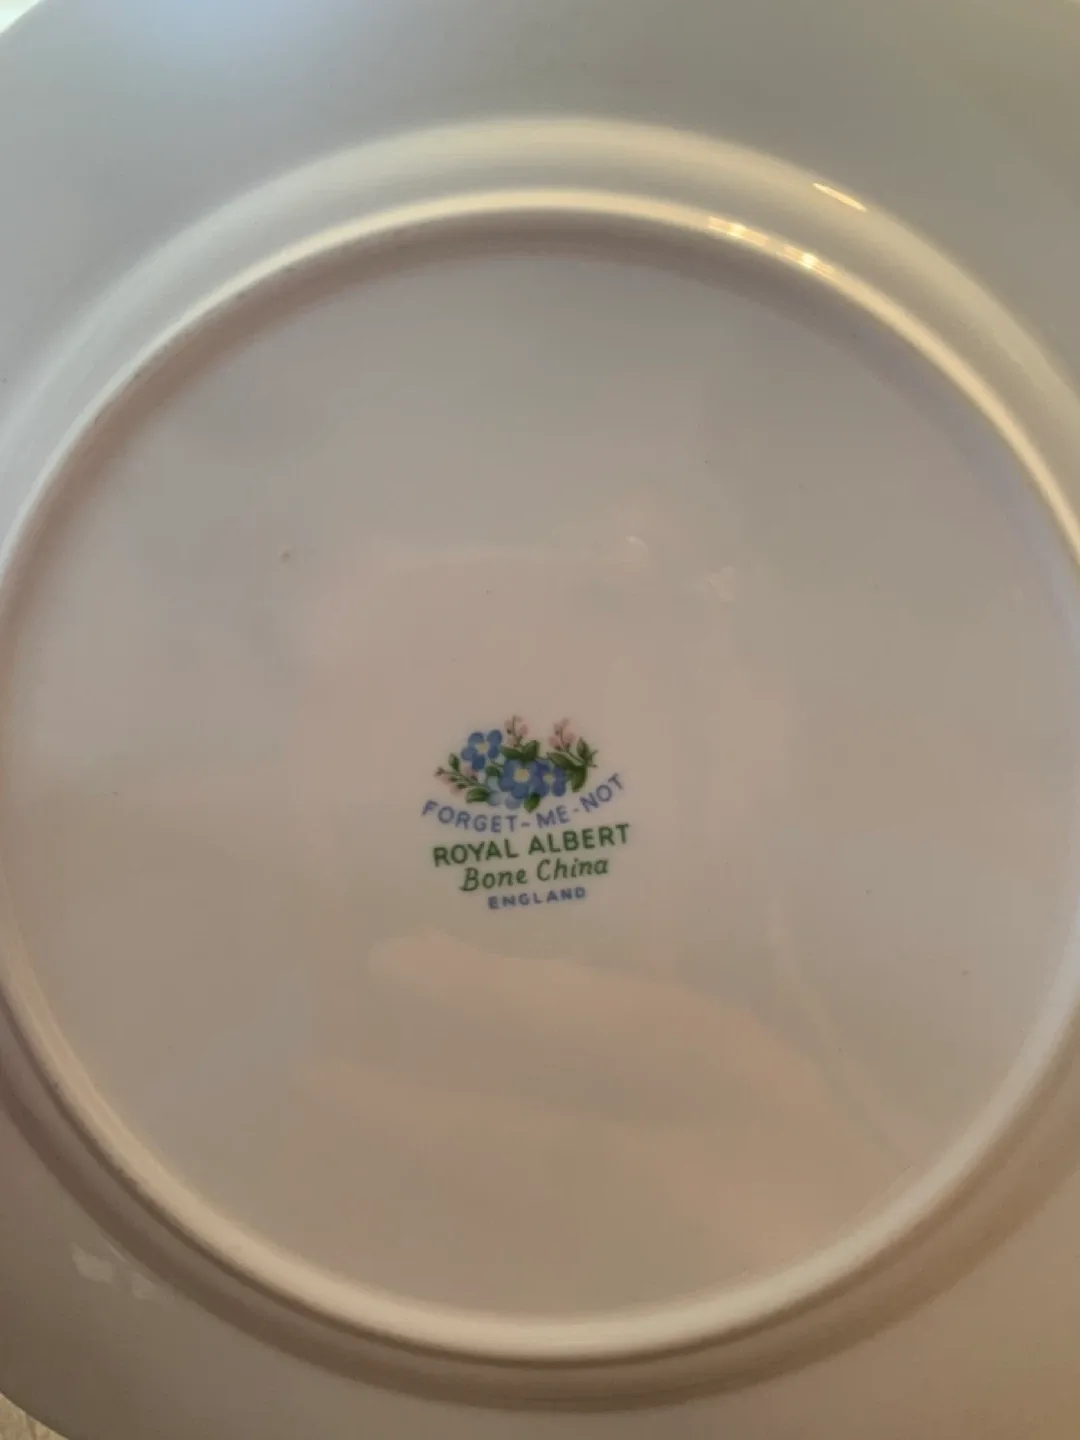 FORGET-ME-NOT
ROYAL ALBERT
Bone China
ENGLAND